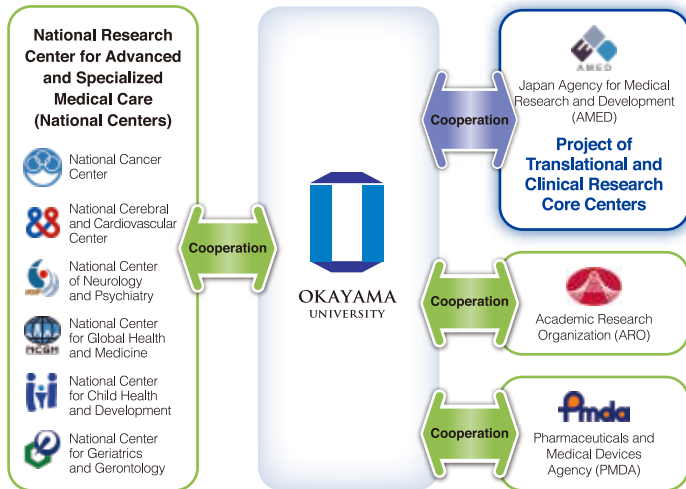 National Research
Center for Advanced
and Specialized
Medical Care
(National Centers)
National Cancer
Center
National Cerebral
and Cardiovascular
Center
National Center
of Neurology
and Psychiatry
NCGM
National Center
for Global Health
and Medicine
National Center
for Child Health
and Development
National Center
for Geriatrics
and Gerontology
Cooperation
OKAYAMA
UNIVERSITY
Cooperation
AMED
Japan Agency for Medical
Research and Development
(AMED)
Project of
Translational and
Clinical Research
Core Centers
Cooperation
Academic Research
Organization (ARO)
Cooperation
Pmda
Pharmaceuticals and
Medical Devices
Agency (PMDA)